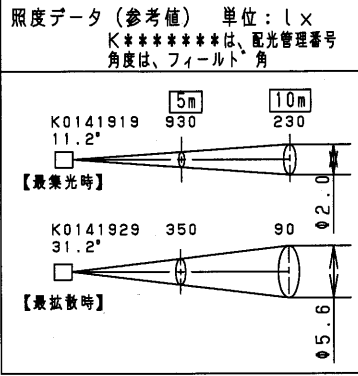 照度データ（参考値） 単位：lx
K*******は、配光管理番号
角度は、フィールド角
5m 10m
K0141919 930 230
11.2°
【最集光時】
φ2.0
K0141929 350 90
31.2°
【最拡散時】
φ5.6